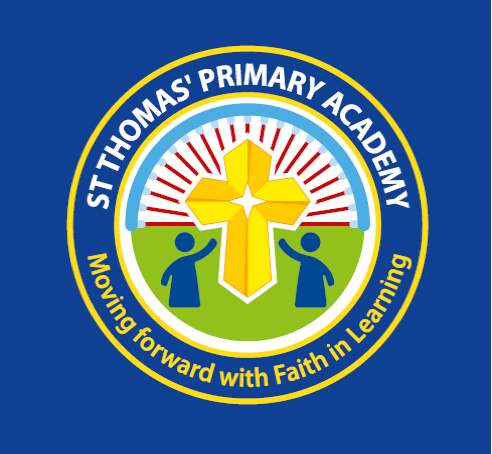 ST THOMAS' PRIMARY ACADEMY
Moving forward with Faith in Learning